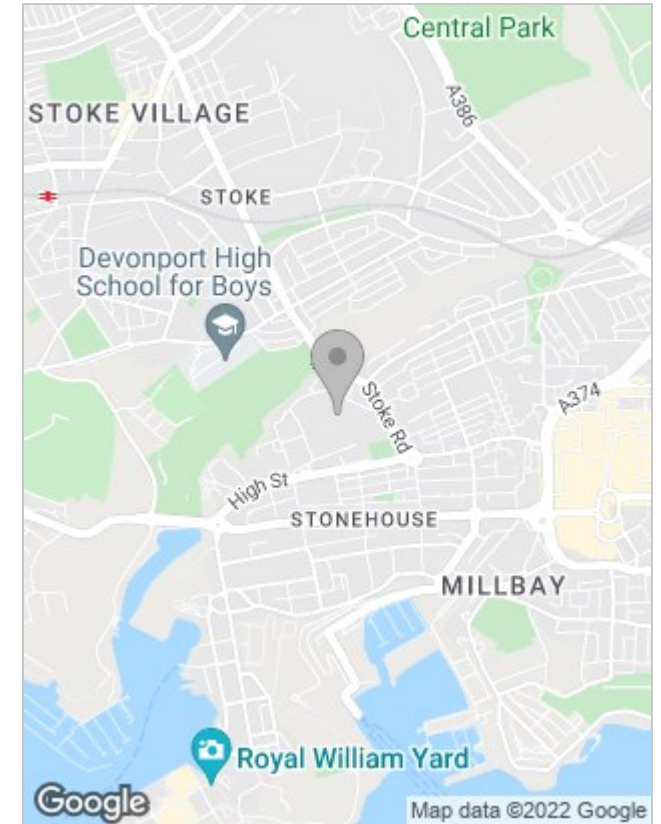 Central Park
A386
STOKE VILLAGE
STOKE
Devonport High
School for Boys
Stoke Rd
A374
High St
STONEHOUSE
MILLBAY
Royal William Yard
Google
Map data ©2022 Google